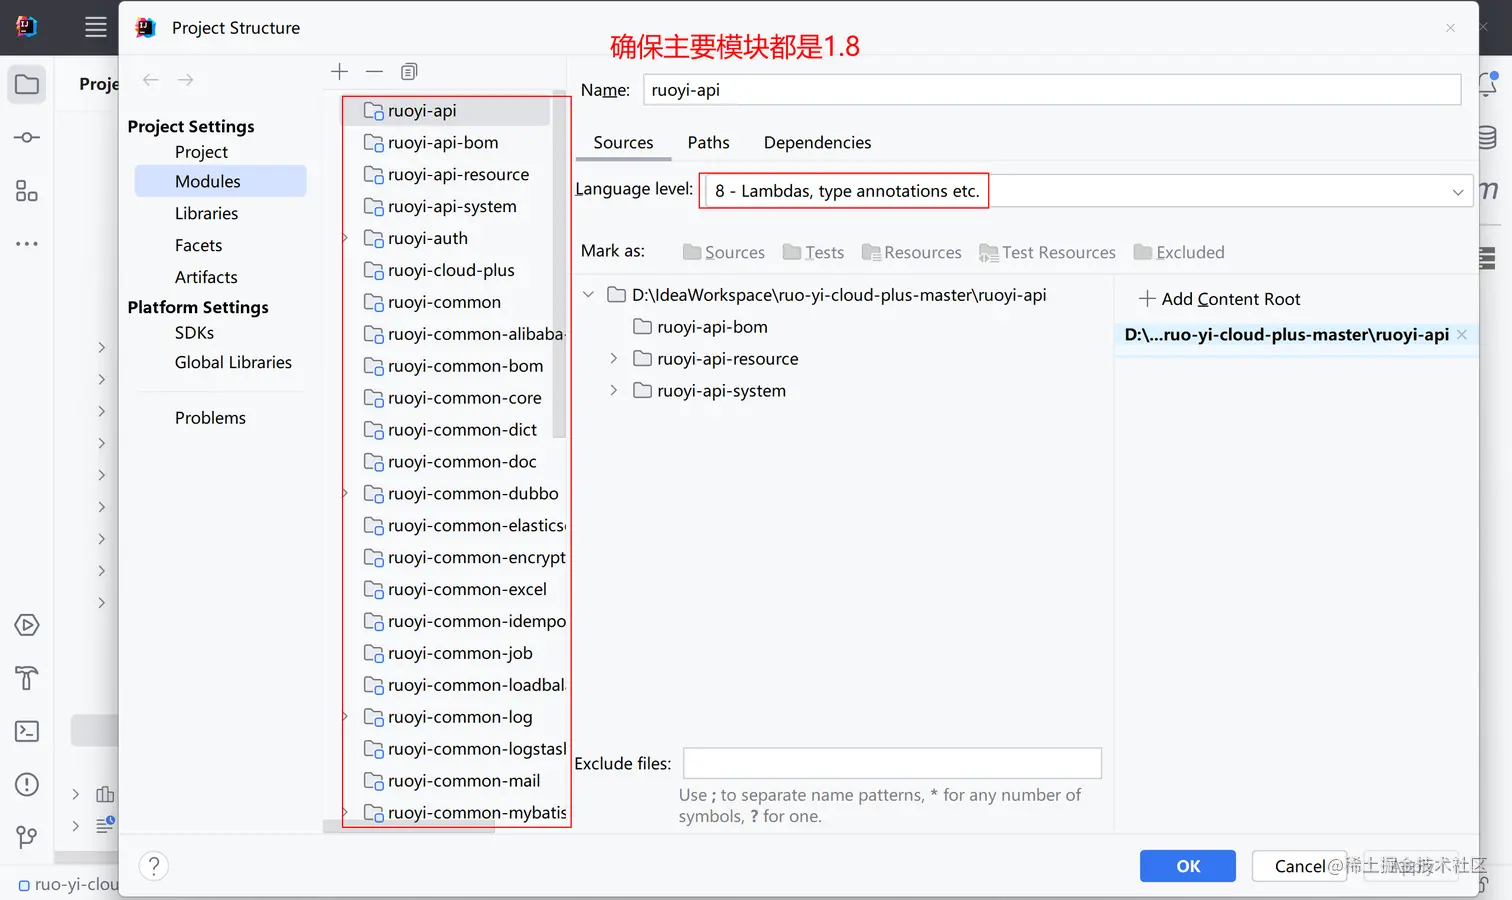 Project Structure
确保主要模块都是1.8
Proje
Name:
ruoyi-api
Project Settings
Project
Modules
Libraries
Facets
Artifacts
Platform Settings
SDKs
Global Libraries
Problems
ruoyi-api
ruoyi-api-bom
ruoyi-api-resource
ruoyi-api-system
ruoyi-auth
ruoyi-cloud-plus
ruoyi-common
ruoyi-common-alibaba-
ruoyi-common-bom
ruoyi-common-core
ruoyi-common-dict
ruoyi-common-doc
ruoyi-common-dubbo
ruoyi-common-elastics
ruoyi-common-encrypt
ruoyi-common-excel
ruoyi-common-idempo
ruoyi-common-job
ruoyi-common-loadbal
ruoyi-common-log
ruoyi-common-logstas
ruoyi-common-mail
ruoyi-common-mybatis
Sources Paths Dependencies
Language level: 8 - Lambdas, type annotations etc.
Mark as: Sources Tests Resources Test Resources Excluded
D:\IdeaWorkspace\ruo-yi-cloud-plus-master\ruoyi-api
ruoyi-api-bom
ruoyi-api-resource
ruoyi-api-system
Add Content Root
D:\...ruo-yi-cloud-plus-master\ruoyi-api
Exclude files:
Use ; to separate name patterns, * for any number of
symbols, ? for one.
OK Cancel
@稀土掘金技术社区
ruo-yi-clou